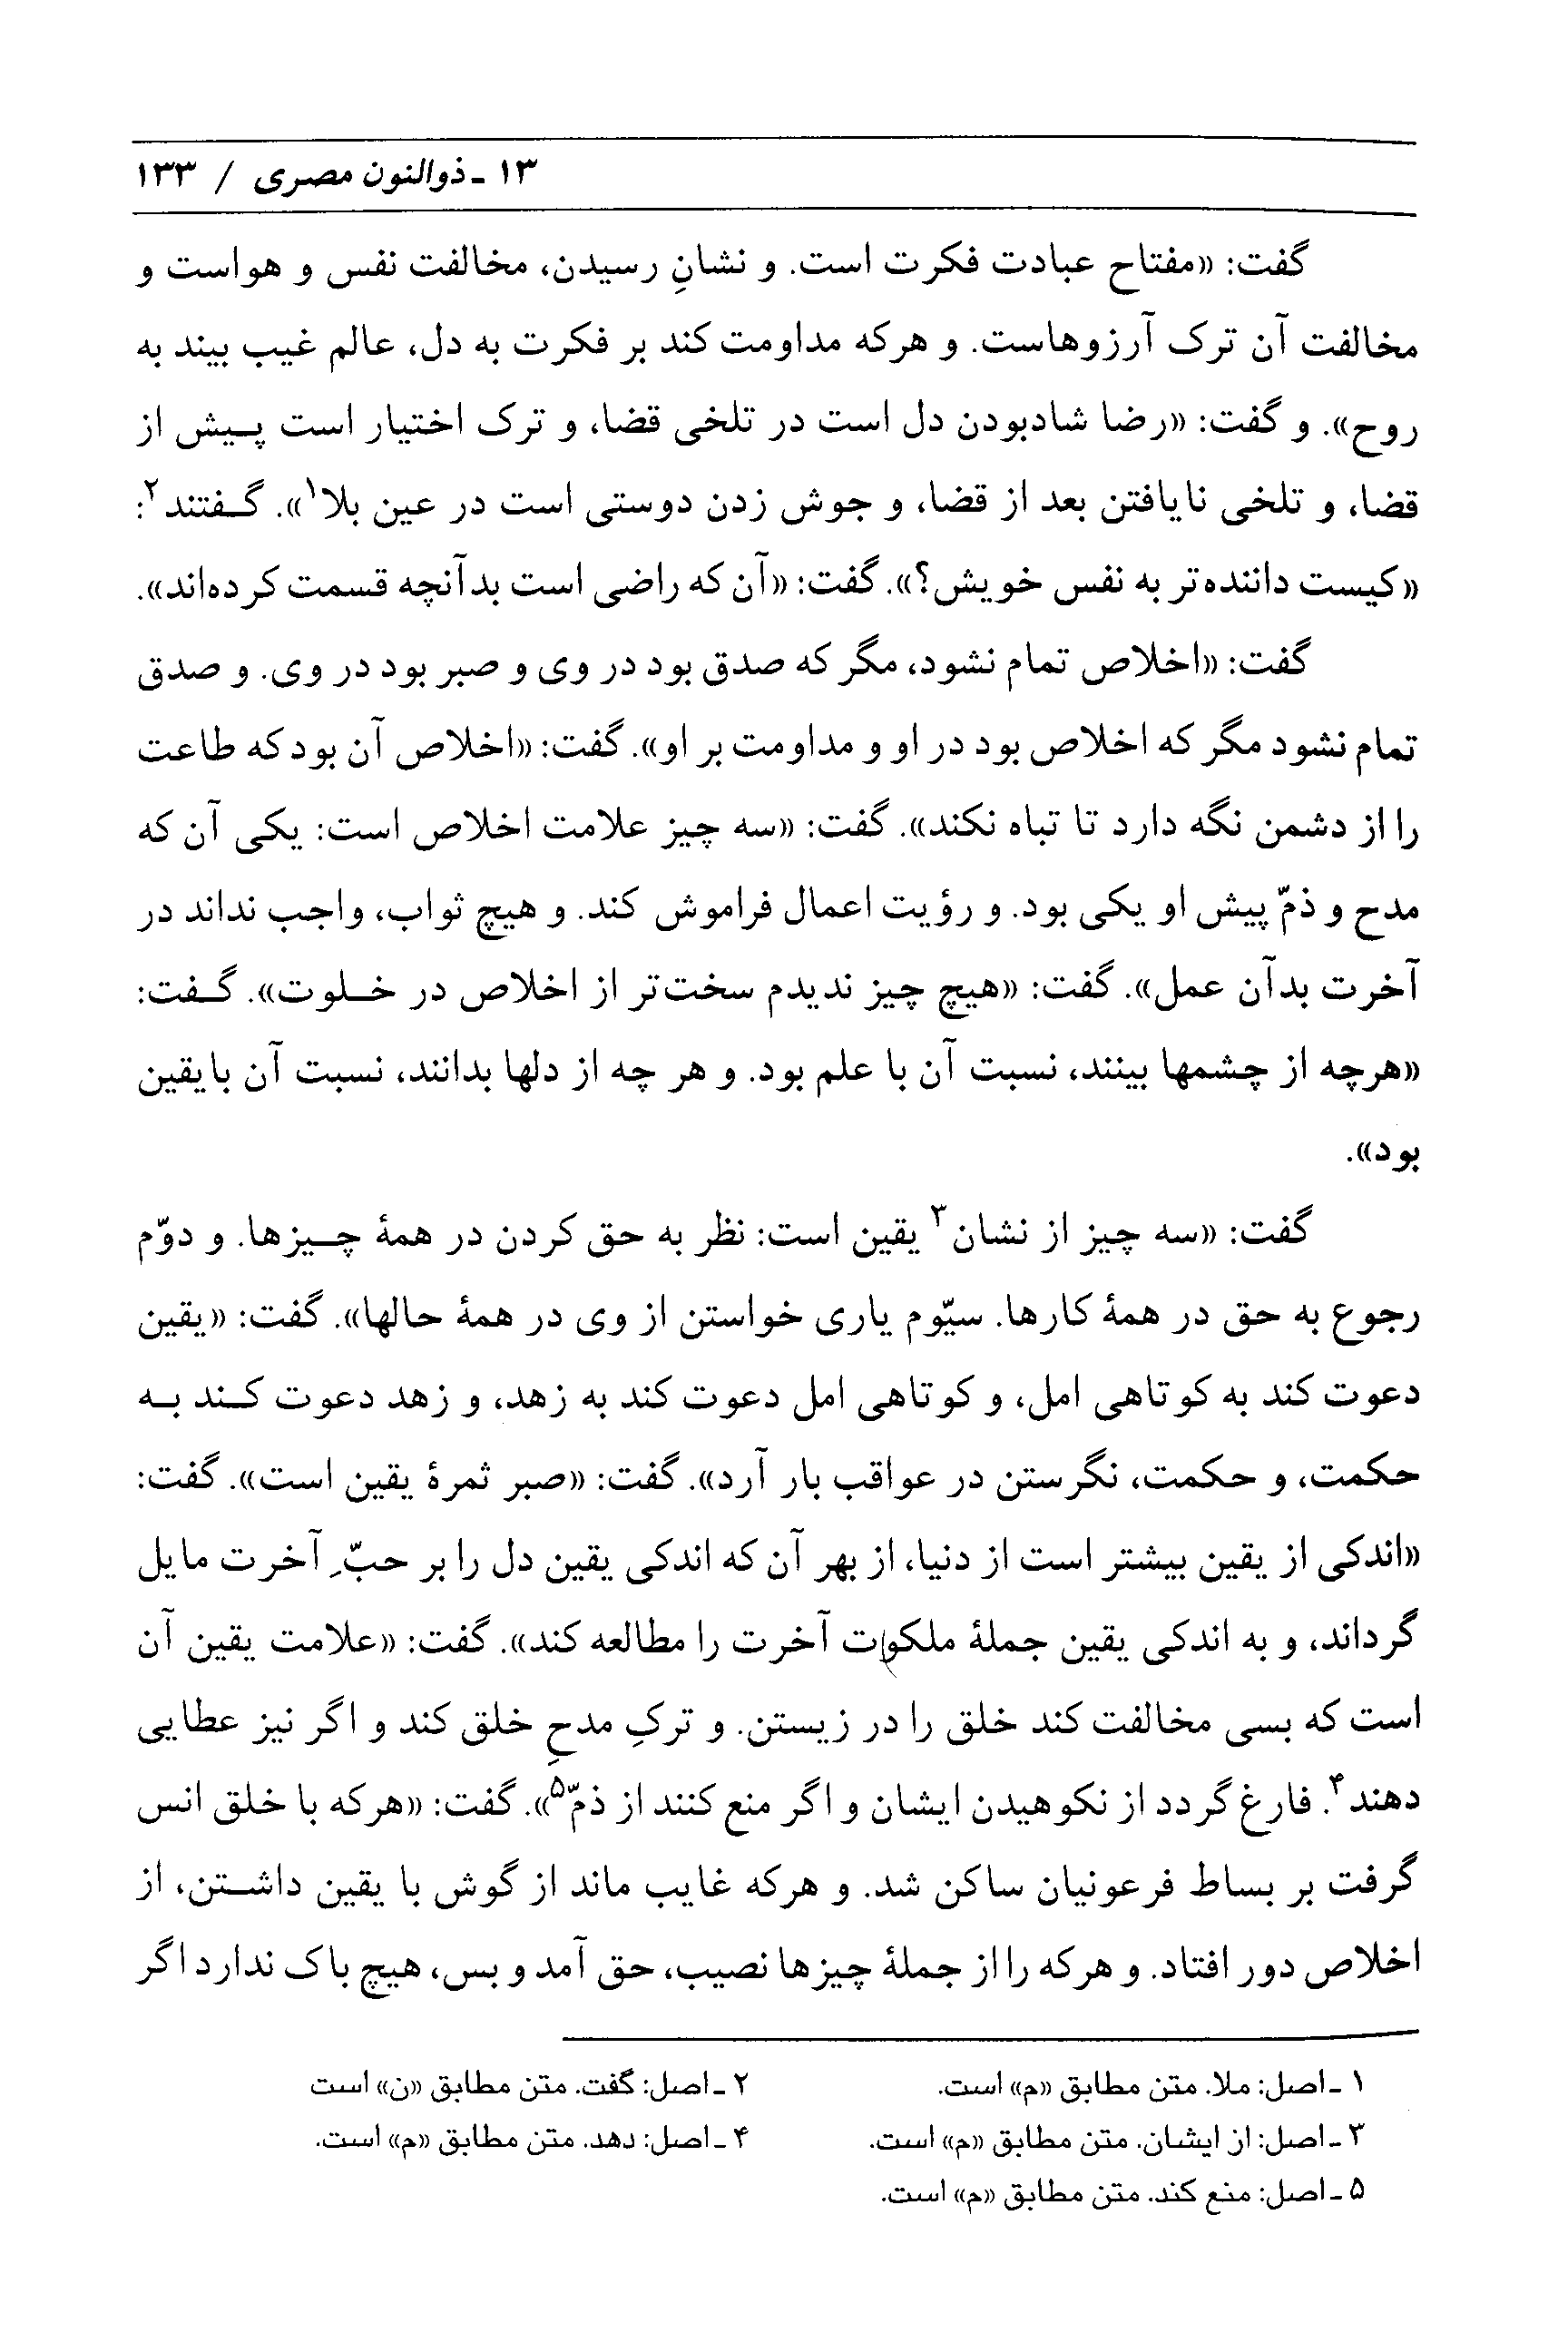 ۱۳ ـ ذوالنون مصری / ۱۳۳
گفت: «مفتاح عبادت فکرت است. و نشانِ رسیدن، مخالفت نفس و هواست و
مخالفت آن ترک آرزوهاست. و هرکه مداومت کند بر فکرت به دل، عالم غیب بیند به
روح». و گفت: «رضا شادبودن دل است در تلخی قضا، و ترک اختیار است پیش از
قضا، و تلخی نایافتن بعد از قضا، و جوش زدن دوستی است در عین بلا۱». گفتند۲:
«کیست داننده‌تر به نفس خویش؟». گفت: «آن که راضی است بدآنچه قسمت کرده‌اند».
گفت: «اخلاص تمام نشود، مگر که صدق بود در وی و صبر بود در وی. و صدق
تمام نشود مگر که اخلاص بود در او و مداومت بر او». گفت: «اخلاص آن بود که طاعت
را از دشمن نگه دارد تا تباه نکند». گفت: «سه چیز علامت اخلاص است: یکی آن که
مدح و ذمّ پیش او یکی بود. و رؤیت اعمال فراموش کند. و هیچ ثواب، واجب نداند در
آخرت بدآن عمل». گفت: «هیچ چیز ندیدم سخت‌تر از اخلاص در خلوت». گفت:
«هرچه از چشمها بینند، نسبت آن با علم بود. و هر چه از دلها بدانند، نسبت آن بایقین
بود».
گفت: «سه چیز از نشان۳ یقین است: نظر به حق کردن در همهٔ چیزها. و دوّم
رجوع به حق در همهٔ کارها. سیّوم یاری خواستن از وی در همهٔ حالها». گفت: «یقین
دعوت کند به کوتاهی امل، و کوتاهی امل دعوت کند به زهد، و زهد دعوت کند به
حکمت، و حکمت، نگرستن در عواقب بار آرد». گفت: «صبر ثمرهٔ یقین است». گفت:
«اندکی از یقین بیشتر است از دنیا، از بهر آن که اندکی یقین دل را بر حبّ‌ِ آخرت مایل
گرداند، و به اندکی یقین جملهٔ ملکوت آخرت را مطالعه کند». گفت: «علامت یقین آن
است که بسی مخالفت کند خلق را در زیستن. و ترکِ مدحِ خلق کند و اگر نیز عطایی
دهند۴. فارغ گردد از نکوهیدن ایشان و اگر منع کنند از ذمّ۵». گفت: «هرکه با خلق انس
گرفت بر بساط فرعونیان ساکن شد. و هرکه غایب ماند از گوش با یقین داشتن، از
اخلاص دور افتاد. و هرکه را از جملهٔ چیزها نصیب، حق آمد و بس، هیچ باک ندارد اگر
۱ ـ اصل: ملا. متن مطابق «م» است. ۲ ـ اصل: گفت. متن مطابق «ن» است
۳ ـ اصل: از ایشان. متن مطابق «م» است. ۴ ـ اصل: دهد. متن مطابق «م» است.
۵ ـ اصل: منع کند. متن مطابق «م» است.